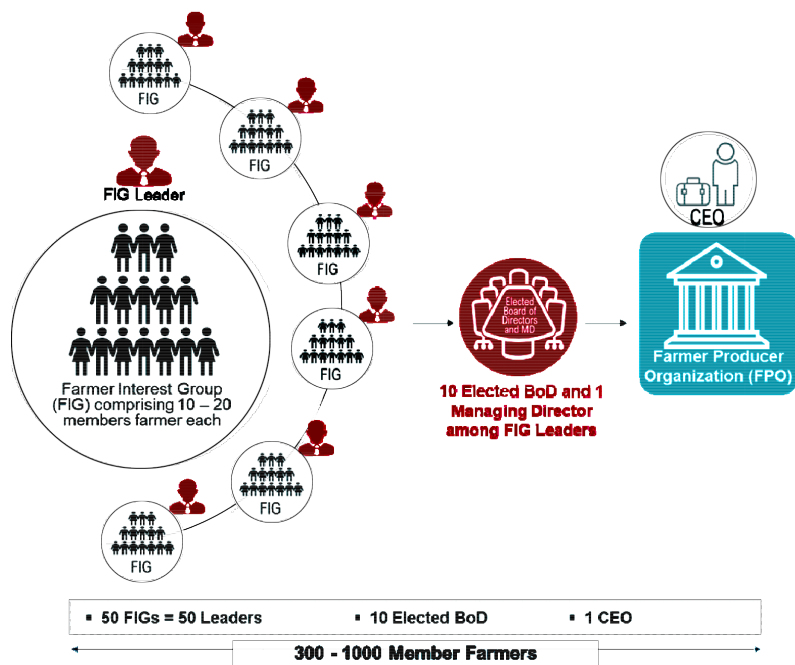 FIG
FIG
FIG Leader
FIG
FIG
FIG
FIG
Farmer Interest Group
(FIG) comprising 10 – 20
members farmer each
Elected
Board of
Directors
and MD
10 Elected BoD and 1
Managing Director
among FIG Leaders
CEO
Farmer Producer
Organization (FPO)
▪ 50 FIGs = 50 Leaders
▪ 10 Elected BoD
▪ 1 CEO
300 - 1000 Member Farmers